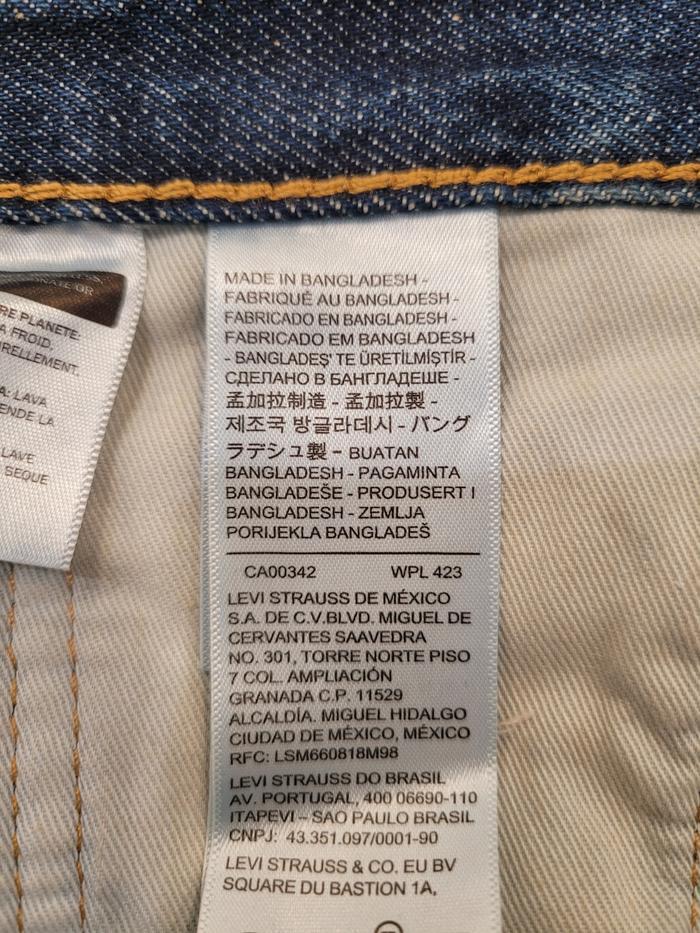 NATE OR
RE PLANETE:
A FROID.
RELLEMENT.
A: LAVA
ENDE LA
LAVE
SEQUE
MADE IN BANGLADESH -
FABRIQUÉ AU BANGLADESH -
FABRICADO EN BANGLADESH -
FABRICADO EM BANGLADESH
- BANGLADEŞ' TE ÜRETİLMİŞTİR -
СДЕЛАНО В БАНГЛАДЕШЕ -
孟加拉制造 - 孟加拉製 -
제조국 방글라데시 - バング
ラデシュ製 - BUATAN
BANGLADESH - PAGAMINTA
BANGLADEŠE - PRODUSERT I
BANGLADESH - ZEMLJA
PORIJEKLA BANGLADEŠ
CA00342 WPL 423
LEVI STRAUSS DE MÉXICO
S.A. DE C.V.BLVD. MIGUEL DE
CERVANTES SAAVEDRA
NO. 301, TORRE NORTE PISO
7 COL. AMPLIACIÓN
GRANADA C.P. 11529
ALCALDÍA. MIGUEL HIDALGO
CIUDAD DE MÉXICO, MÉXICO
RFC: LSM660818M98
LEVI STRAUSS DO BRASIL
AV. PORTUGAL, 400 06690-110
ITAPEVI – SAO PAULO BRASIL
CNPJ: 43.351.097/0001-90
LEVI STRAUSS & CO. EU BV
SQUARE DU BASTION 1A,